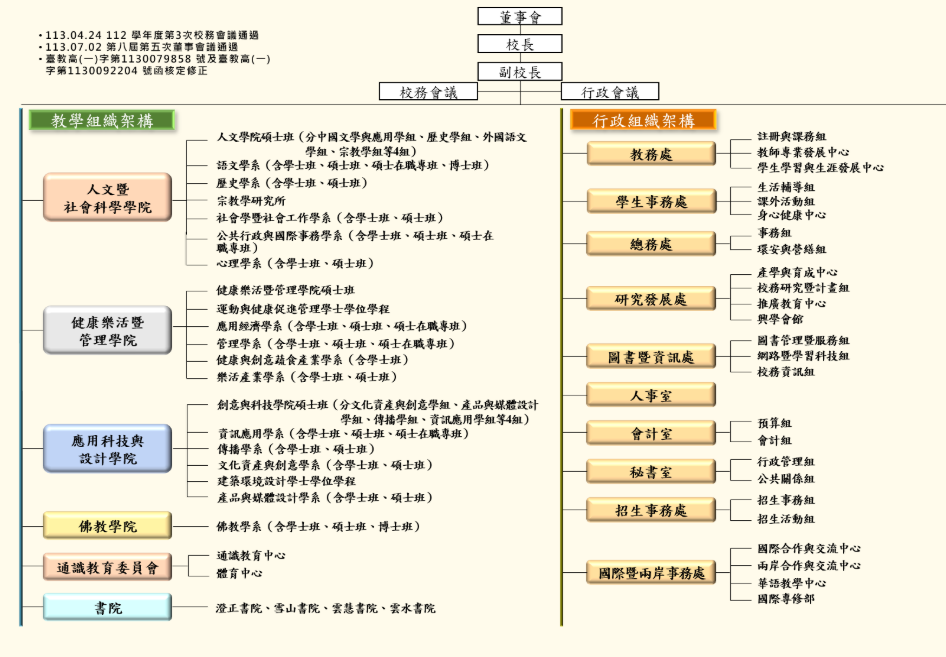 董事會
校長
副校長
校務會議
行政會議
・113.04.24 112 學年度第3次校務會議通過
・113.07.02 第八屆第五次董事會議通過
・臺教高(一)字第1130079858 號及臺教高(一)
字第1130092204 號函核定修正
教學組織架構
人文暨
社會科學學院
人文學院碩士班（分中國文學與應用學組、歷史學組、外國語文
學組、宗教學組等4組）
語文學系（含學士班、碩士班、碩士在職專班、博士班）
歷史學系（含學士班、碩士班）
宗教學研究所
社會學暨社會工作學系（含學士班、碩士班）
公共行政與國際事務學系（含學士班、碩士班、碩士在
職專班）
心理學系（含學士班、碩士班）
健康樂活暨
管理學院
健康樂活暨管理學院碩士班
運動與健康促進管理學士學位學程
應用經濟學系（含學士班、碩士班、碩士在職專班）
管理學系（含學士班、碩士班、碩士在職專班）
健康與創意蔬食產業學系（含學士班、碩士班）
樂活產業學系（含學士班、碩士班）
應用科技與
設計學院
創意與科技學院碩士班（分文化資產與創意學組、產品與媒體設計
學組、傳播學組、資訊應用學組等4組）
資訊應用學系（含學士班、碩士班、碩士在職專班）
傳播學系（含學士班、碩士班）
文化資產與創意學系（含學士班、碩士班）
建築環境設計學士學位學程
產品與媒體設計學系（含學士班、碩士班）
佛教學院
佛教學系（含學士班、碩士班、博士班）
通識教育委員會
通識教育中心
體育中心
書院
澄正書院、雪山書院、雲慧書院、雲水書院
行政組織架構
教務處
註冊與課務組
教師專業發展中心
學生學習與生涯發展中心
學生事務處
生活輔導組
課外活動組
身心健康中心
總務處
事務組
環安與營繕組
研究發展處
產學與育成中心
校務研究暨計畫組
推廣教育中心
興學會館
圖書暨資訊處
圖書管理暨服務組
網路暨學習科技組
校務資訊組
人事室
會計室
預算組
會計組
秘書室
行政管理組
公共關係組
招生事務處
招生事務組
招生活動組
國際暨兩岸事務處
國際合作與交流中心
兩岸合作與交流中心
華語教學中心
國際專修部